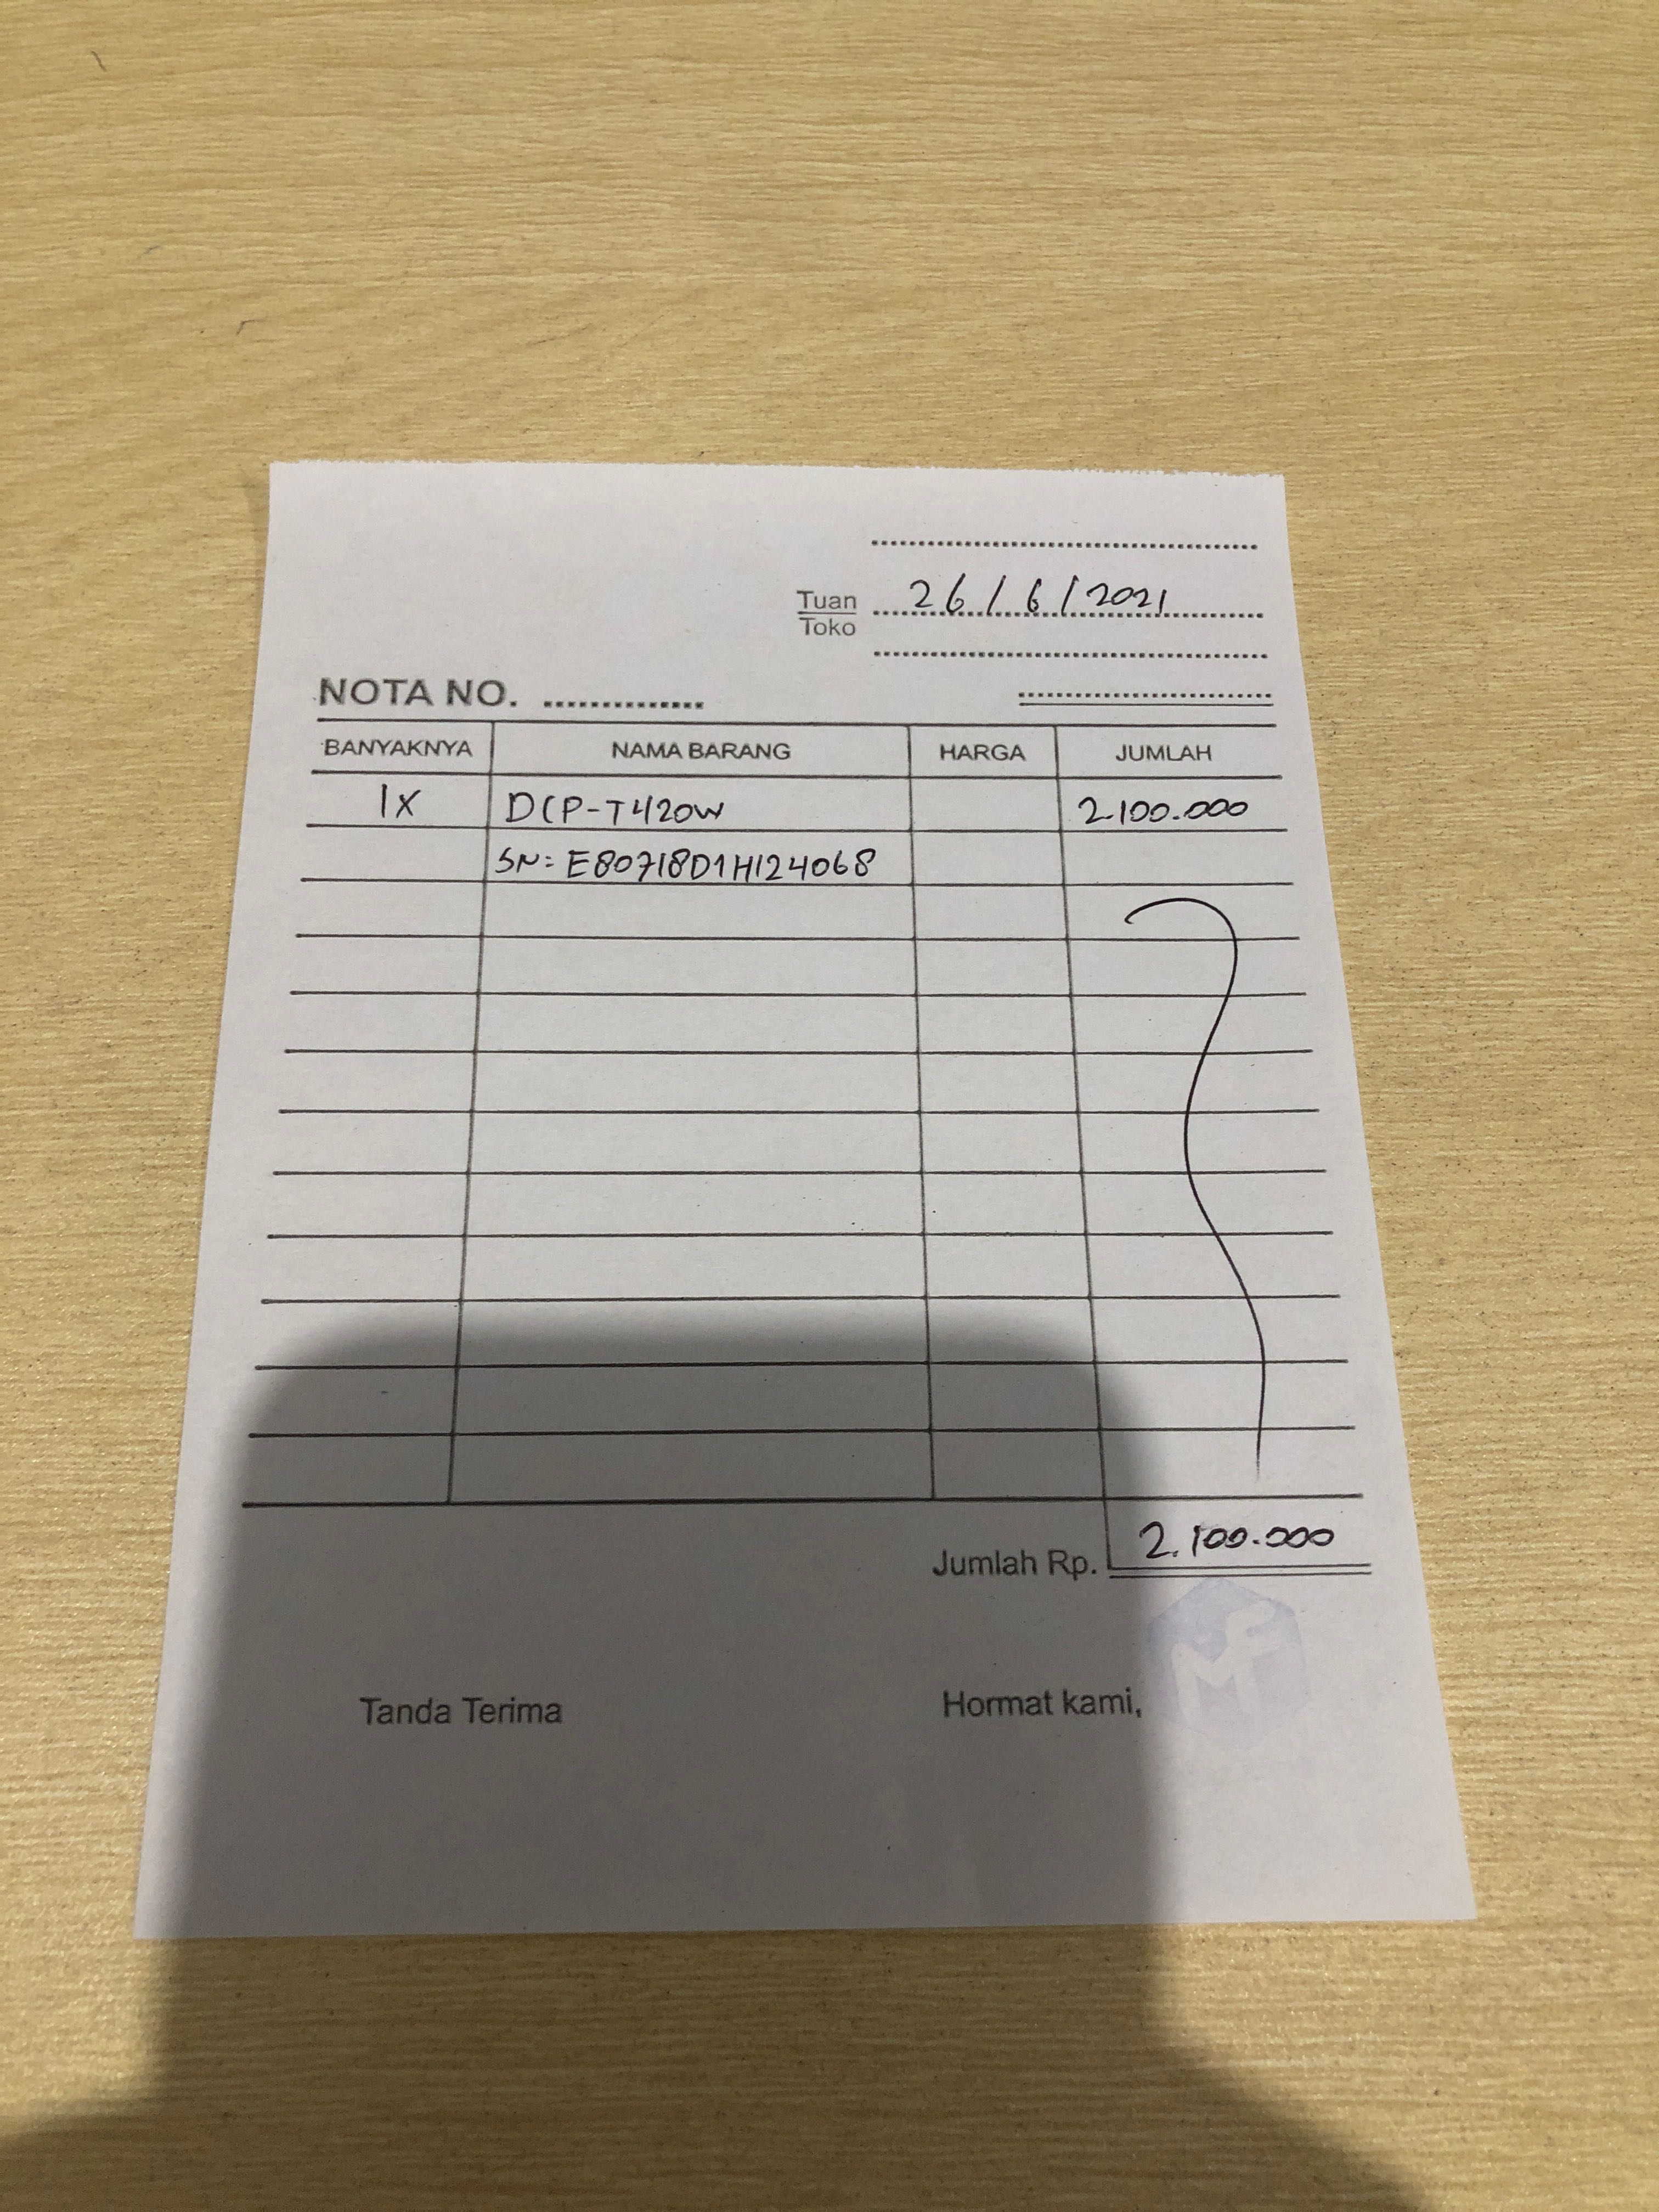 Tuan
Toko
26/6/2021
NOTA NO.
BANYAKNYA NAMA BARANG HARGA JUMLAH
1X DCP-T420W 2.100.000
SN: E80718D1H124068
Jumlah Rp. 2.100.000
MF
Tanda Terima Hormat kami,